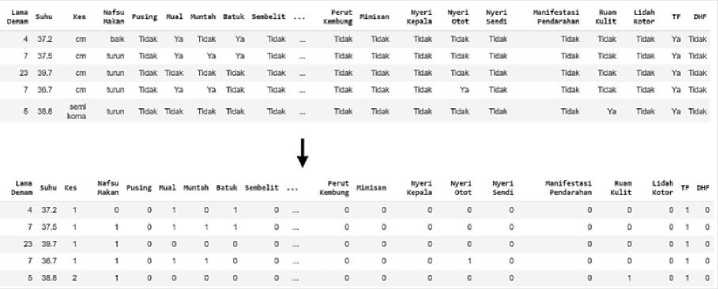 Lama Demam Suhu Kes Nafsu Makan Pusing Mual Muntah Batuk Sembelit ... Perut Kembung Mimisan Nyeri Kepala Nyeri Otot Nyeri Sendi Manifestasi Pendarahan Ruam Kulit Lidah Kotor TF DHF
4 37.2 cm baik Tidak Ya Tidak Ya Tidak ... Tidak Tidak Tidak Tidak Tidak Tidak Tidak Tidak Ya Tidak
7 37.5 cm turun Tidak Ya Ya Ya Tidak ... Tidak Tidak Tidak Tidak Tidak Tidak Tidak Tidak Ya Tidak
23 39.7 cm turun Tidak Tidak Tidak Tidak Tidak ... Tidak Tidak Tidak Tidak Tidak Tidak Tidak Tidak Ya Tidak
7 36.7 cm turun Tidak Ya Ya Tidak Tidak ... Tidak Tidak Tidak Ya Tidak Tidak Tidak Tidak Ya Tidak
5 38.8 semi koma turun Tidak Tidak Tidak Tidak Tidak ... Tidak Tidak Tidak Tidak Tidak Tidak Ya Tidak Ya Tidak
Lama Demam Suhu Kes Nafsu Makan Pusing Mual Muntah Batuk Sembelit ... Perut Kembung Mimisan Nyeri Kepala Nyeri Otot Nyeri Sendi Manifestasi Pendarahan Ruam Kulit Lidah Kotor TF DHF
4 37.2 1 0 0 1 0 1 0 ... 0 0 0 0 0 0 0 0 1 0
7 37.5 1 1 0 1 1 1 0 ... 0 0 0 0 0 0 0 0 1 0
23 39.7 1 1 0 0 0 0 0 ... 0 0 0 0 0 0 0 0 1 0
7 36.7 1 1 0 1 1 0 0 ... 0 0 0 1 0 0 0 0 1 0
5 38.8 2 1 0 0 0 0 0 ... 0 0 0 0 0 0 1 0 1 0